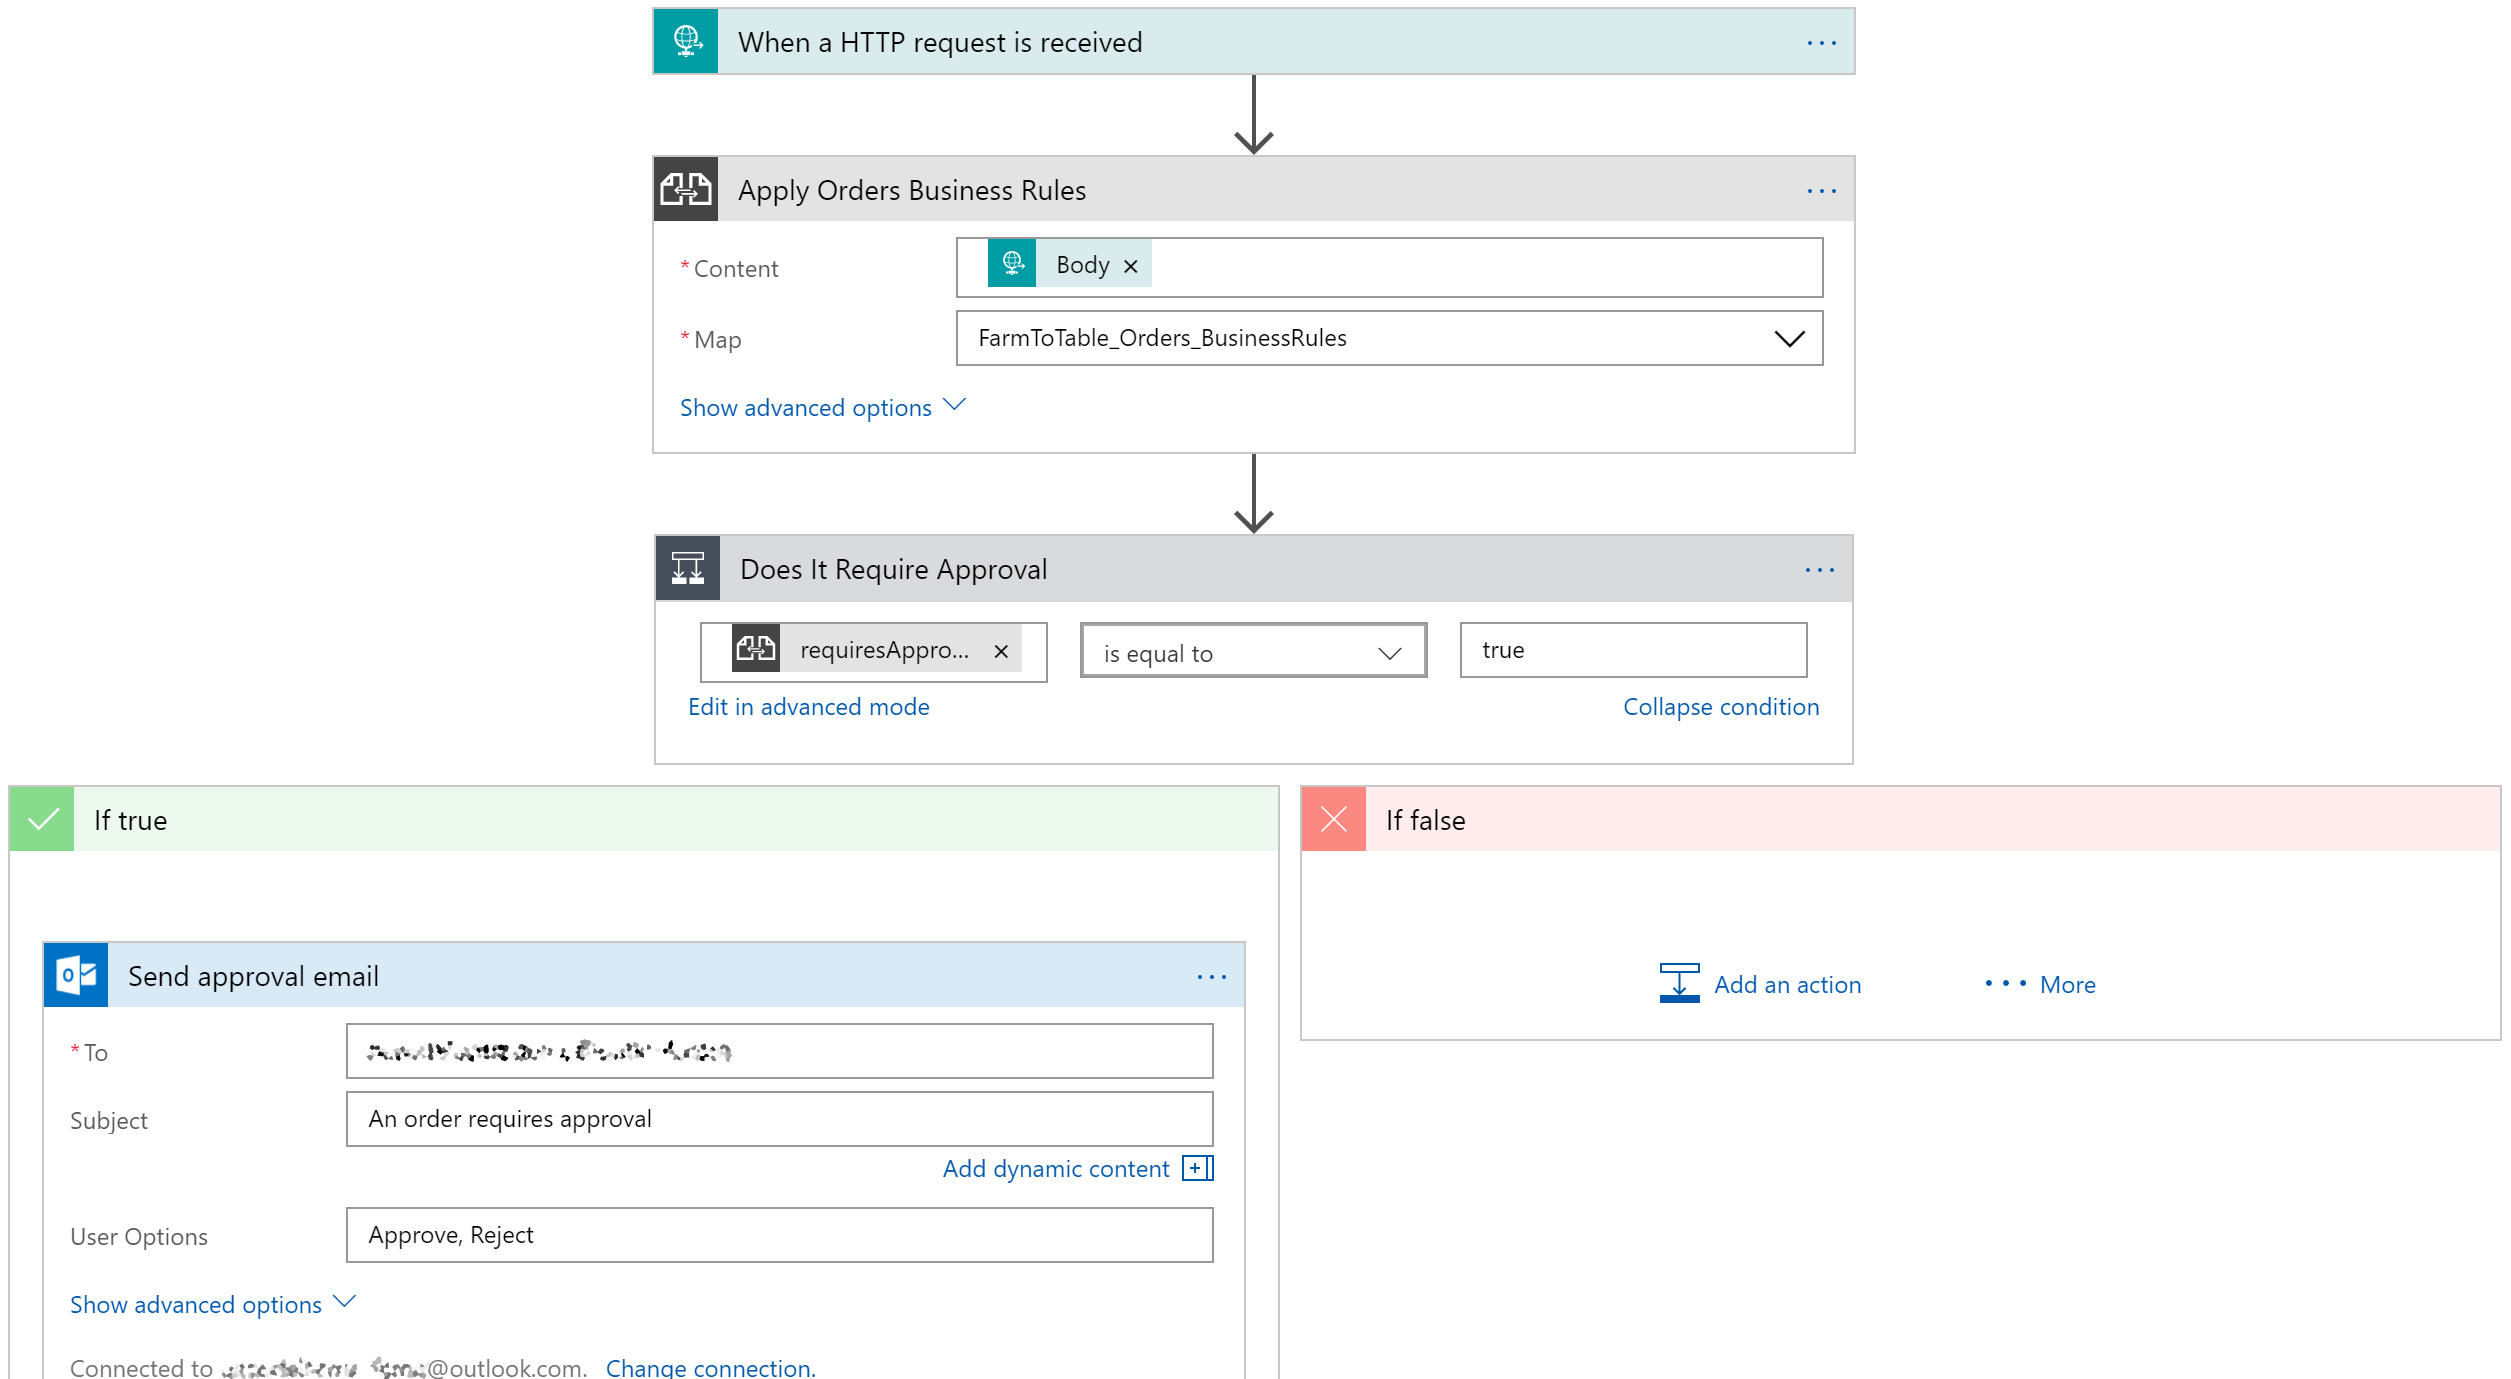 When a HTTP request is received
Apply Orders Business Rules
* Content
Body
* Map
FarmToTable_Orders_BusinessRules
Show advanced options
Does It Require Approval
requiresAppro...
is equal to
true
Edit in advanced mode
Collapse condition
If true
If false
Send approval email
Add an action
... More
* To
Subject
An order requires approval
Add dynamic content
User Options
Approve, Reject
Show advanced options
Connected to @outlook.com. Change connection.